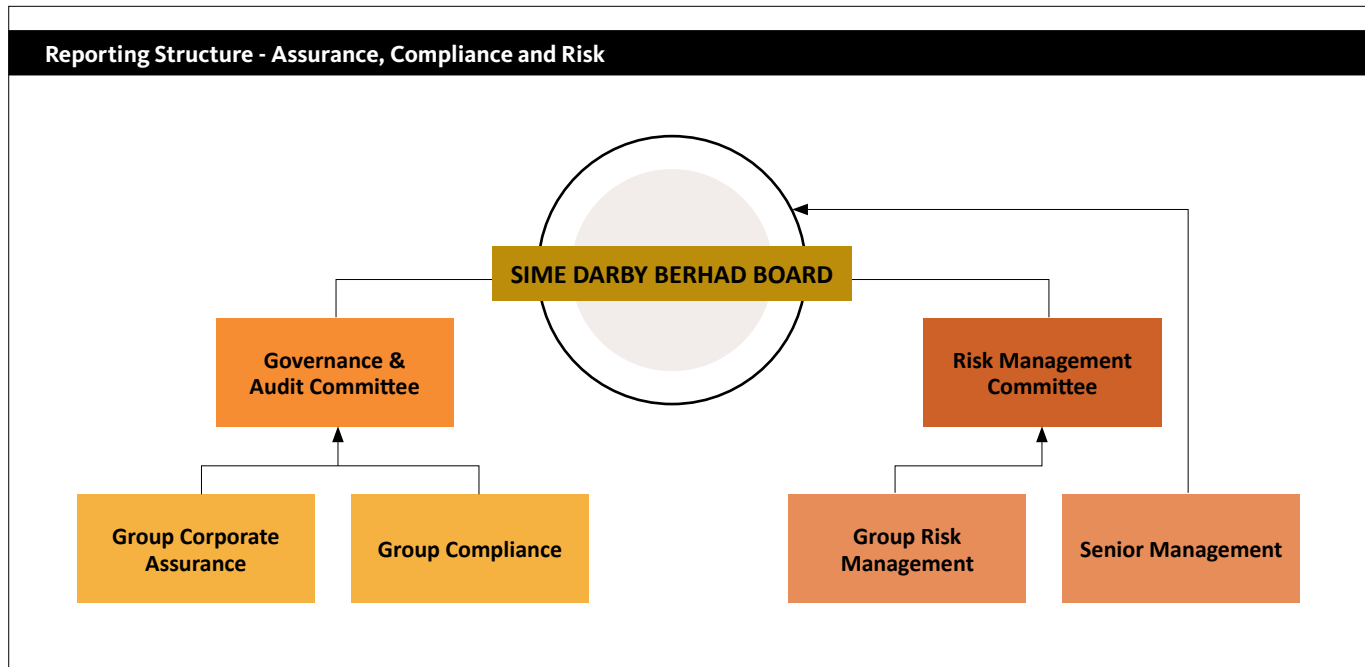 Reporting Structure - Assurance, Compliance and Risk
SIME DARBY BERHAD BOARD
Governance &
Audit Committee
Risk Management
Committee
Group Corporate
Assurance
Group Compliance
Group Risk
Management
Senior Management